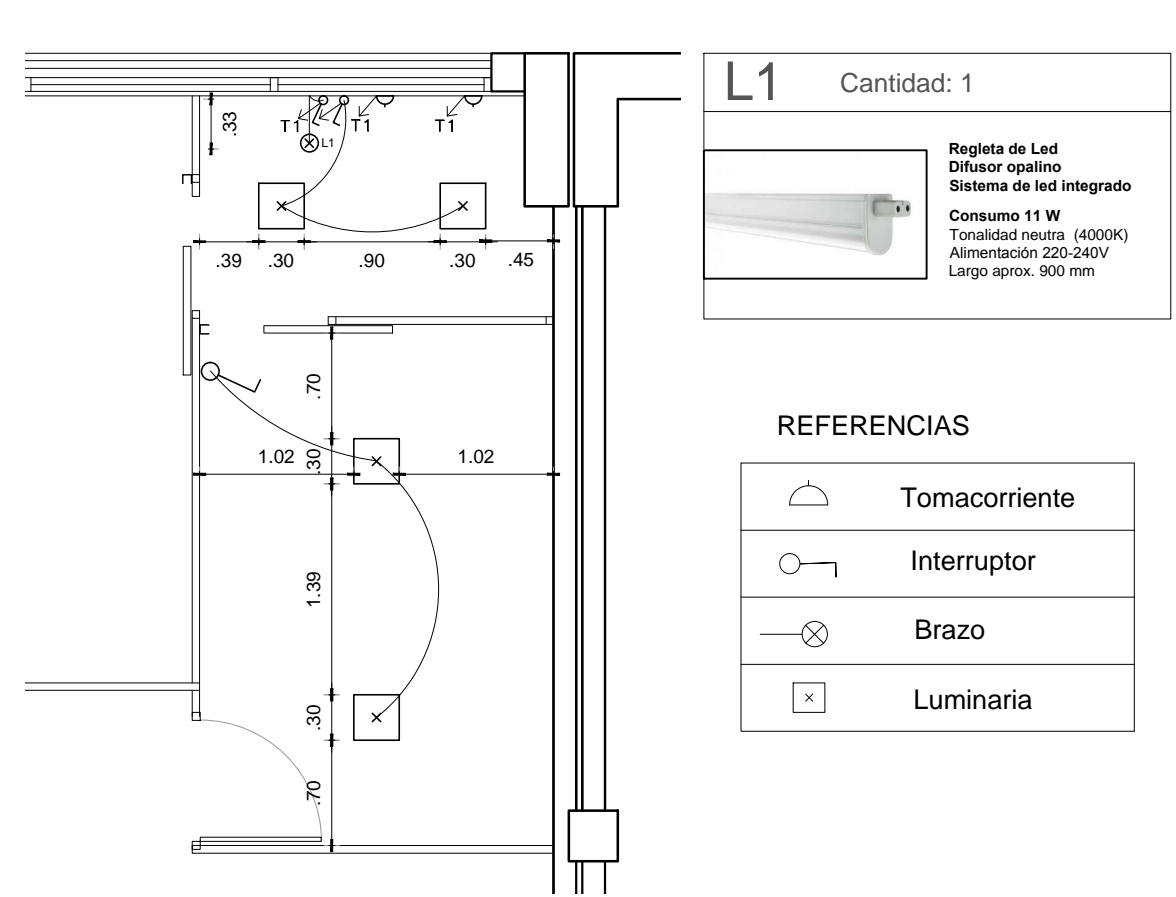 L1
Cantidad: 1
Regleta de Led
Difusor opalino
Sistema de led integrado
Consumo 11 W
Tonalidad neutra (4000K)
Alimentación 220-240V
Largo aprox. 900 mm
.33
T1
T1
T1
L1
.39
.30
.90
.30
.45
.70
1.02
.30
1.02
1.39
.30
.70
REFERENCIAS
Tomacorriente
Interruptor
Brazo
Luminaria